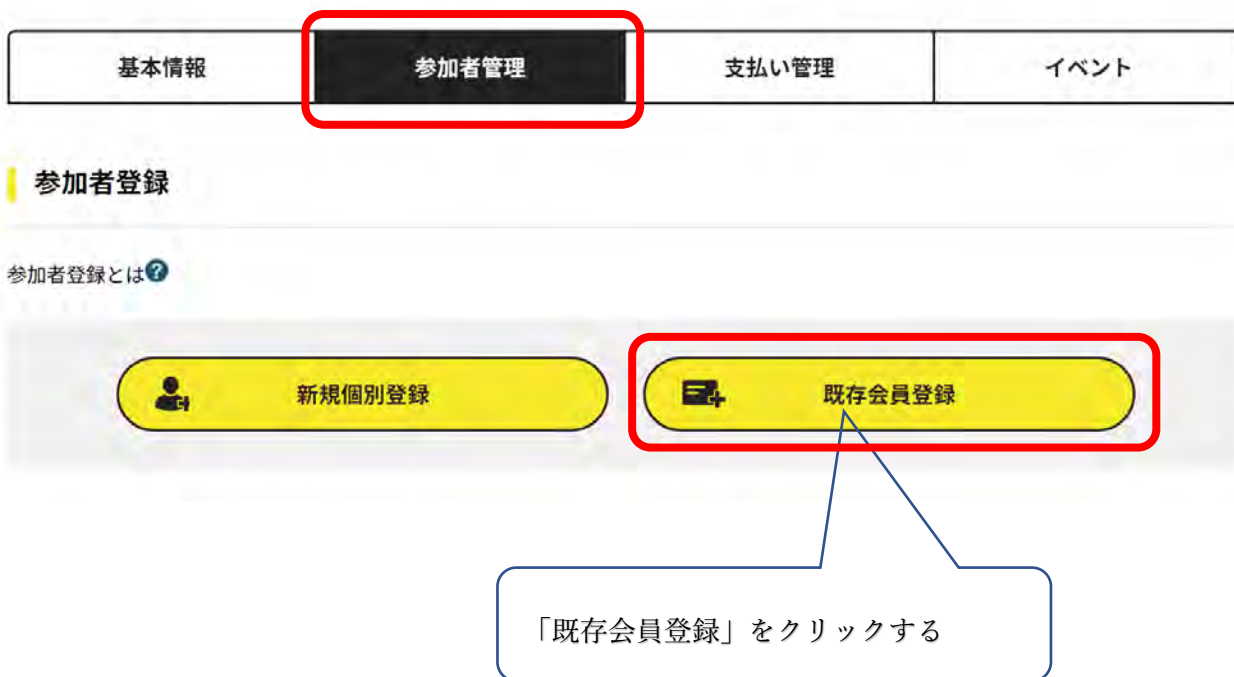 基本情報 参加者管理 支払い管理 イベント
参加者登録
参加者登録とは?
新規個別登録 既存会員登録
「既存会員登録」をクリックする